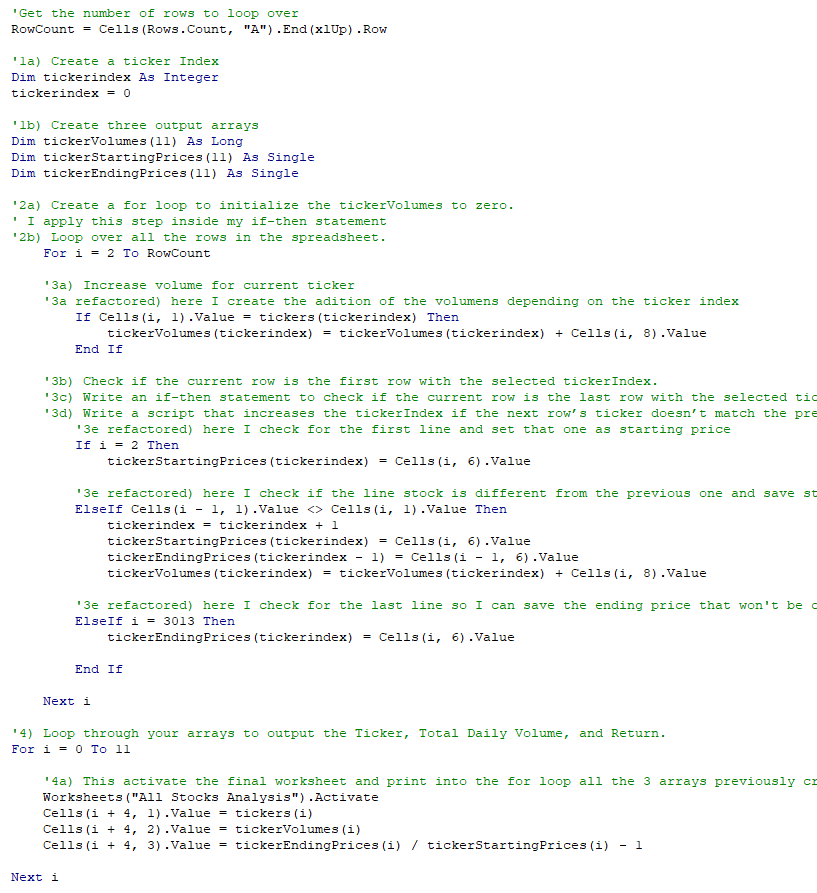 'Get the number of rows to loop over
RowCount = Cells(Rows.Count, "A").End(xlUp).Row
'1a) Create a ticker Index
Dim tickerindex As Integer
tickerindex = 0
'1b) Create three output arrays
Dim tickerVolumes(11) As Long
Dim tickerStartingPrices(11) As Single
Dim tickerEndingPrices(11) As Single
'2a) Create a for loop to initialize the tickerVolumes to zero.
' I apply this step inside my if-then statement
'2b) Loop over all the rows in the spreadsheet.
For i = 2 To RowCount
'3a) Increase volume for current ticker
'3a refactored) here I create the adition of the volumens depending on the ticker index
If Cells(i, 1).Value = tickers(tickerindex) Then
tickerVolumes(tickerindex) = tickerVolumes(tickerindex) + Cells(i, 8).Value
End If
'3b) Check if the current row is the first row with the selected tickerIndex.
'3c) Write an if-then statement to check if the current row is the last row with the selected tic
'3d) Write a script that increases the tickerIndex if the next row’s ticker doesn’t match the pre
'3e refactored) here I check for the first line and set that one as starting price
If i = 2 Then
tickerStartingPrices(tickerindex) = Cells(i, 6).Value
'3e refactored) here I check if the line stock is different from the previous one and save st
ElseIf Cells(i - 1, 1).Value <> Cells(i, 1).Value Then
tickerindex = tickerindex + 1
tickerStartingPrices(tickerindex) = Cells(i, 6).Value
tickerEndingPrices(tickerindex - 1) = Cells(i - 1, 6).Value
tickerVolumes(tickerindex) = tickerVolumes(tickerindex) + Cells(i, 8).Value
'3e refactored) here I check for the last line so I can save the ending price that won't be c
ElseIf i = 3013 Then
tickerEndingPrices(tickerindex) = Cells(i, 6).Value
End If
Next i
'4) Loop through your arrays to output the Ticker, Total Daily Volume, and Return.
For i = 0 To 11
'4a) This activate the final worksheet and print into the for loop all the 3 arrays previously cr
Worksheets("All Stocks Analysis").Activate
Cells(i + 4, 1).Value = tickers(i)
Cells(i + 4, 2).Value = tickerVolumes(i)
Cells(i + 4, 3).Value = tickerEndingPrices(i) / tickerStartingPrices(i) - 1
Next i